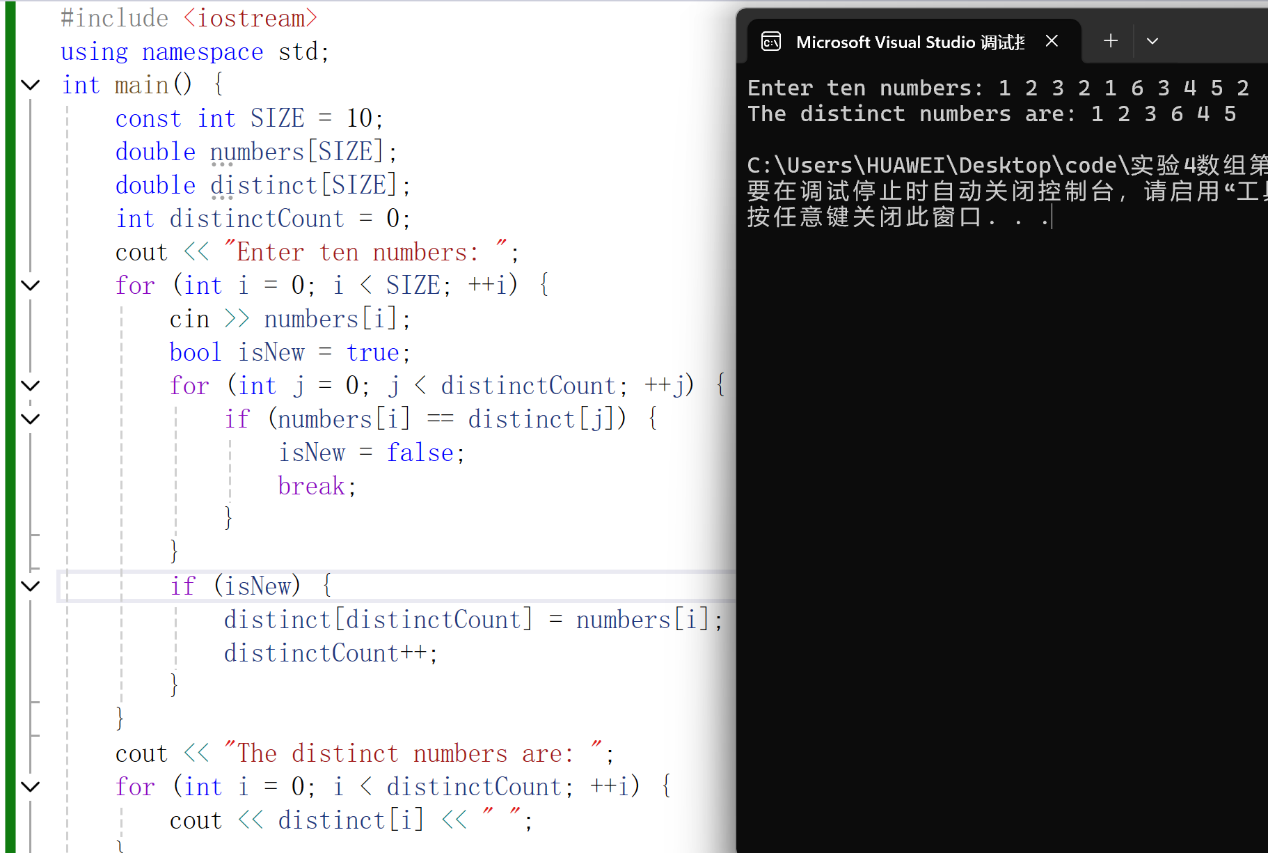 #include <iostream>
using namespace std;
int main() {
const int SIZE = 10;
double numbers[SIZE];
double distinct[SIZE];
int distinctCount = 0;
cout << "Enter ten numbers: ";
for (int i = 0; i < SIZE; ++i) {
cin >> numbers[i];
bool isNew = true;
for (int j = 0; j < distinctCount; ++j) {
if (numbers[i] == distinct[j]) {
isNew = false;
break;
}
}
if (isNew) {
distinct[distinctCount] = numbers[i];
distinctCount++;
}
}
cout << "The distinct numbers are: ";
for (int i = 0; i < distinctCount; ++i) {
cout << distinct[i] << " ";
}
Microsoft Visual Studio 调试控
Enter ten numbers: 1 2 3 2 1 6 3 4 5 2
The distinct numbers are: 1 2 3 6 4 5
C:\Users\HUAWEI\Desktop\code\实验4数组第
要在调试停止时自动关闭控制台，请启用“工具
按任意键关闭此窗口. . .